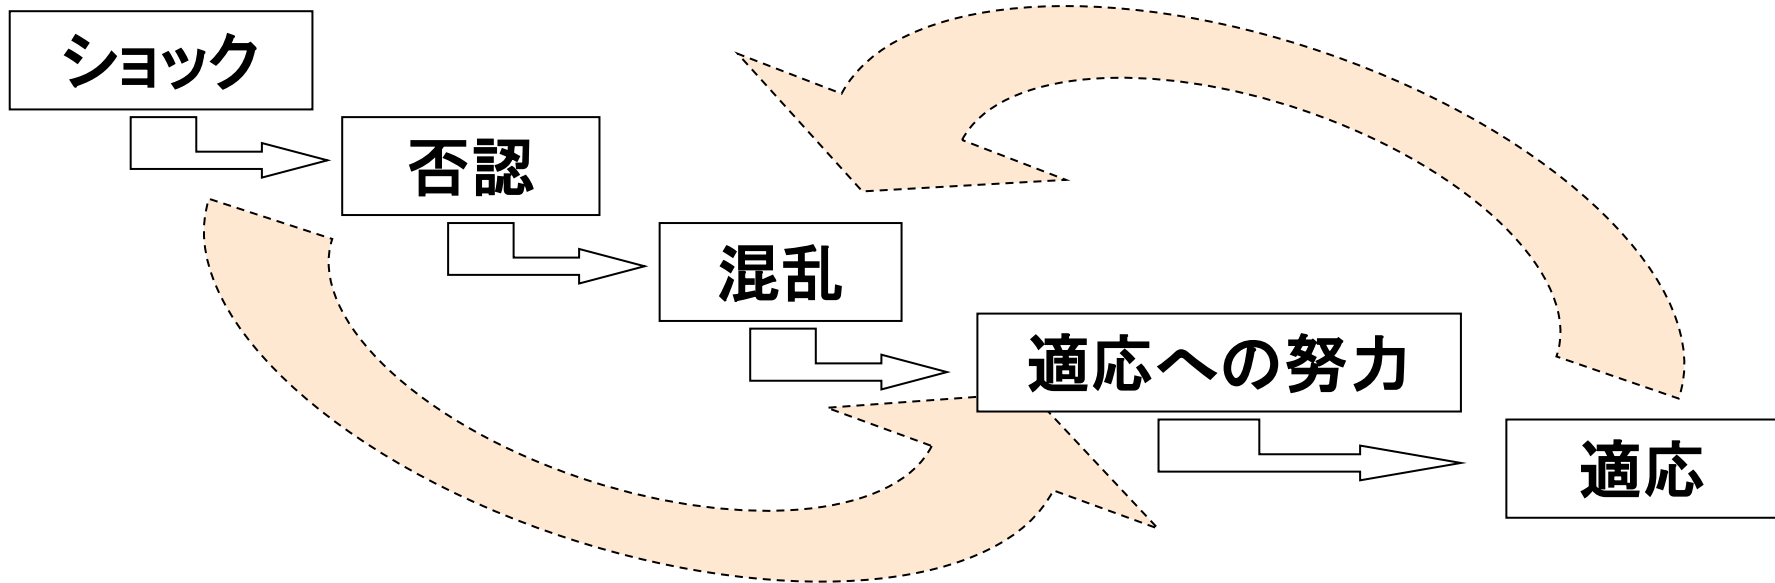 ショック
否認
混乱
適応への努力
適応